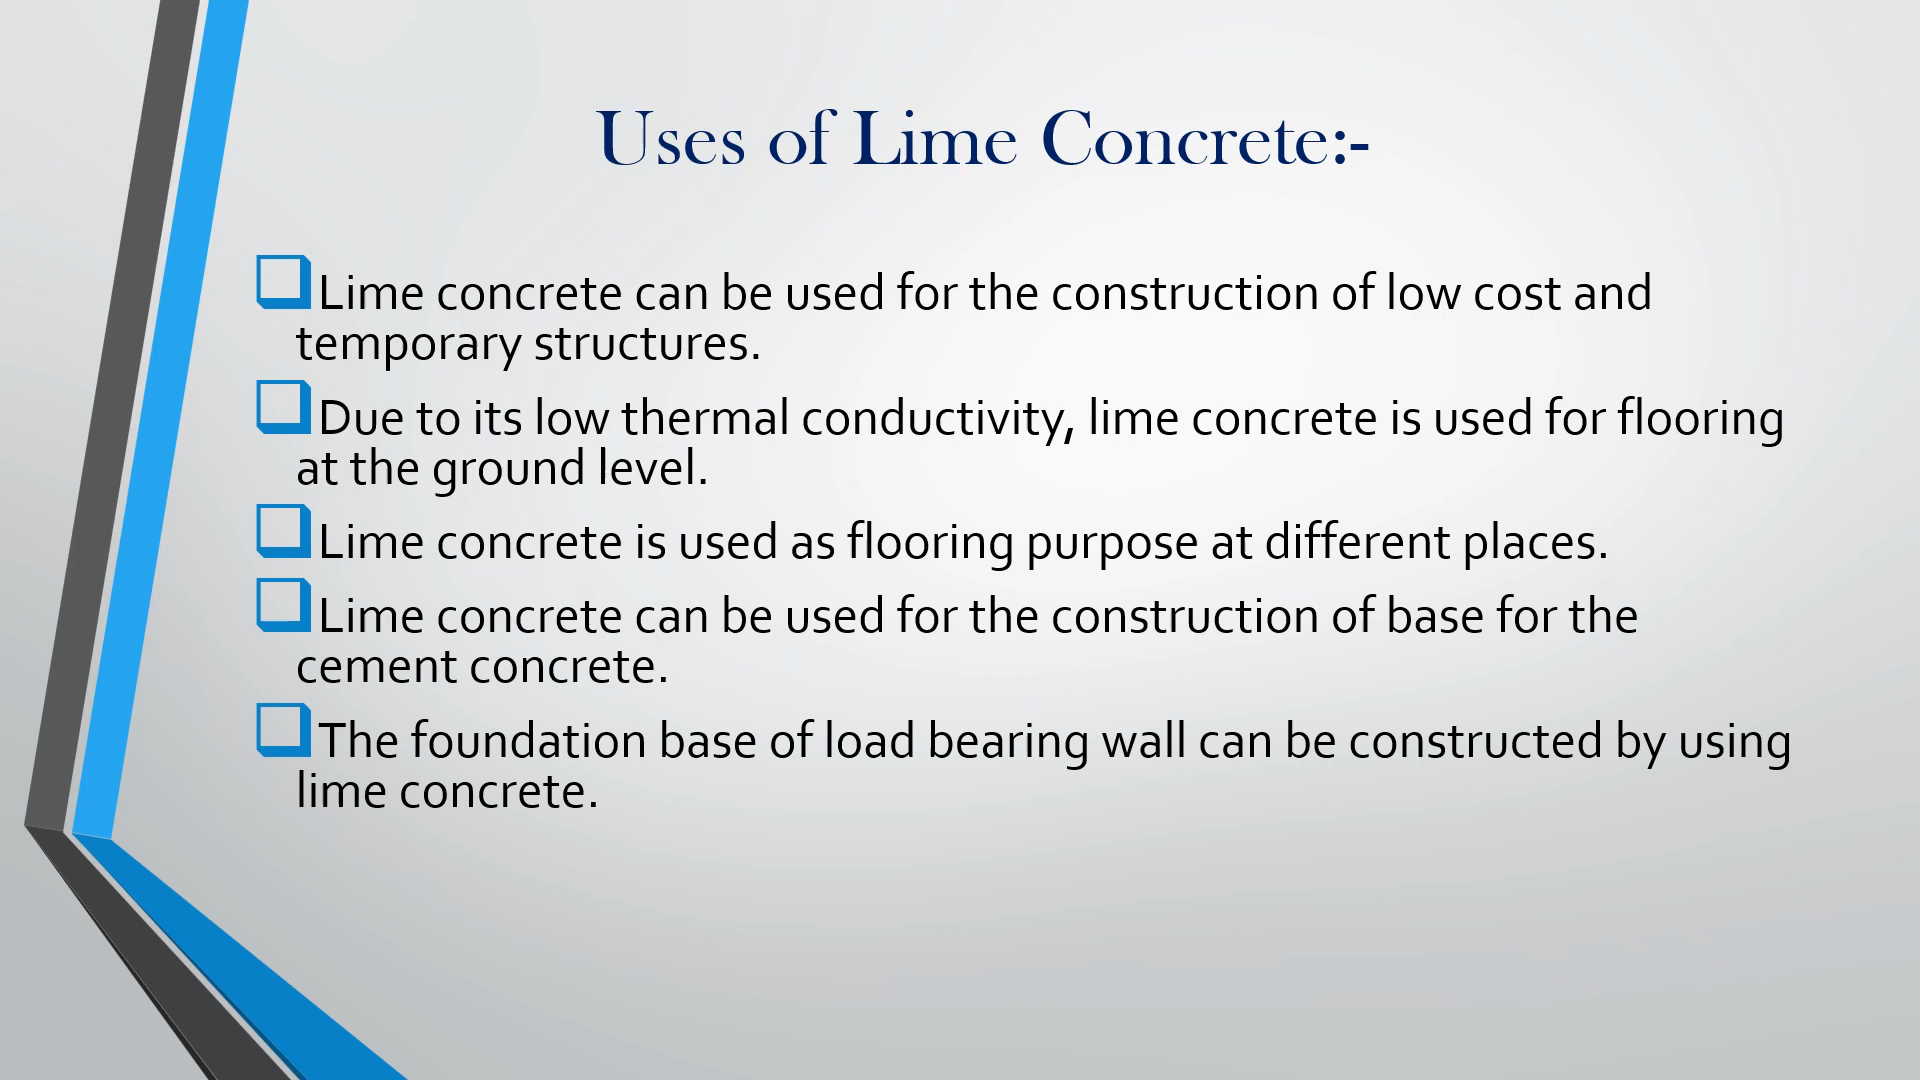 Uses of Lime Concrete:-
❑Lime concrete can be used for the construction of low cost and
temporary structures.
❑Due to its low thermal conductivity, lime concrete is used for flooring
at the ground level.
❑Lime concrete is used as flooring purpose at different places.
❑Lime concrete can be used for the construction of base for the
cement concrete.
❑The foundation base of load bearing wall can be constructed by using
lime concrete.